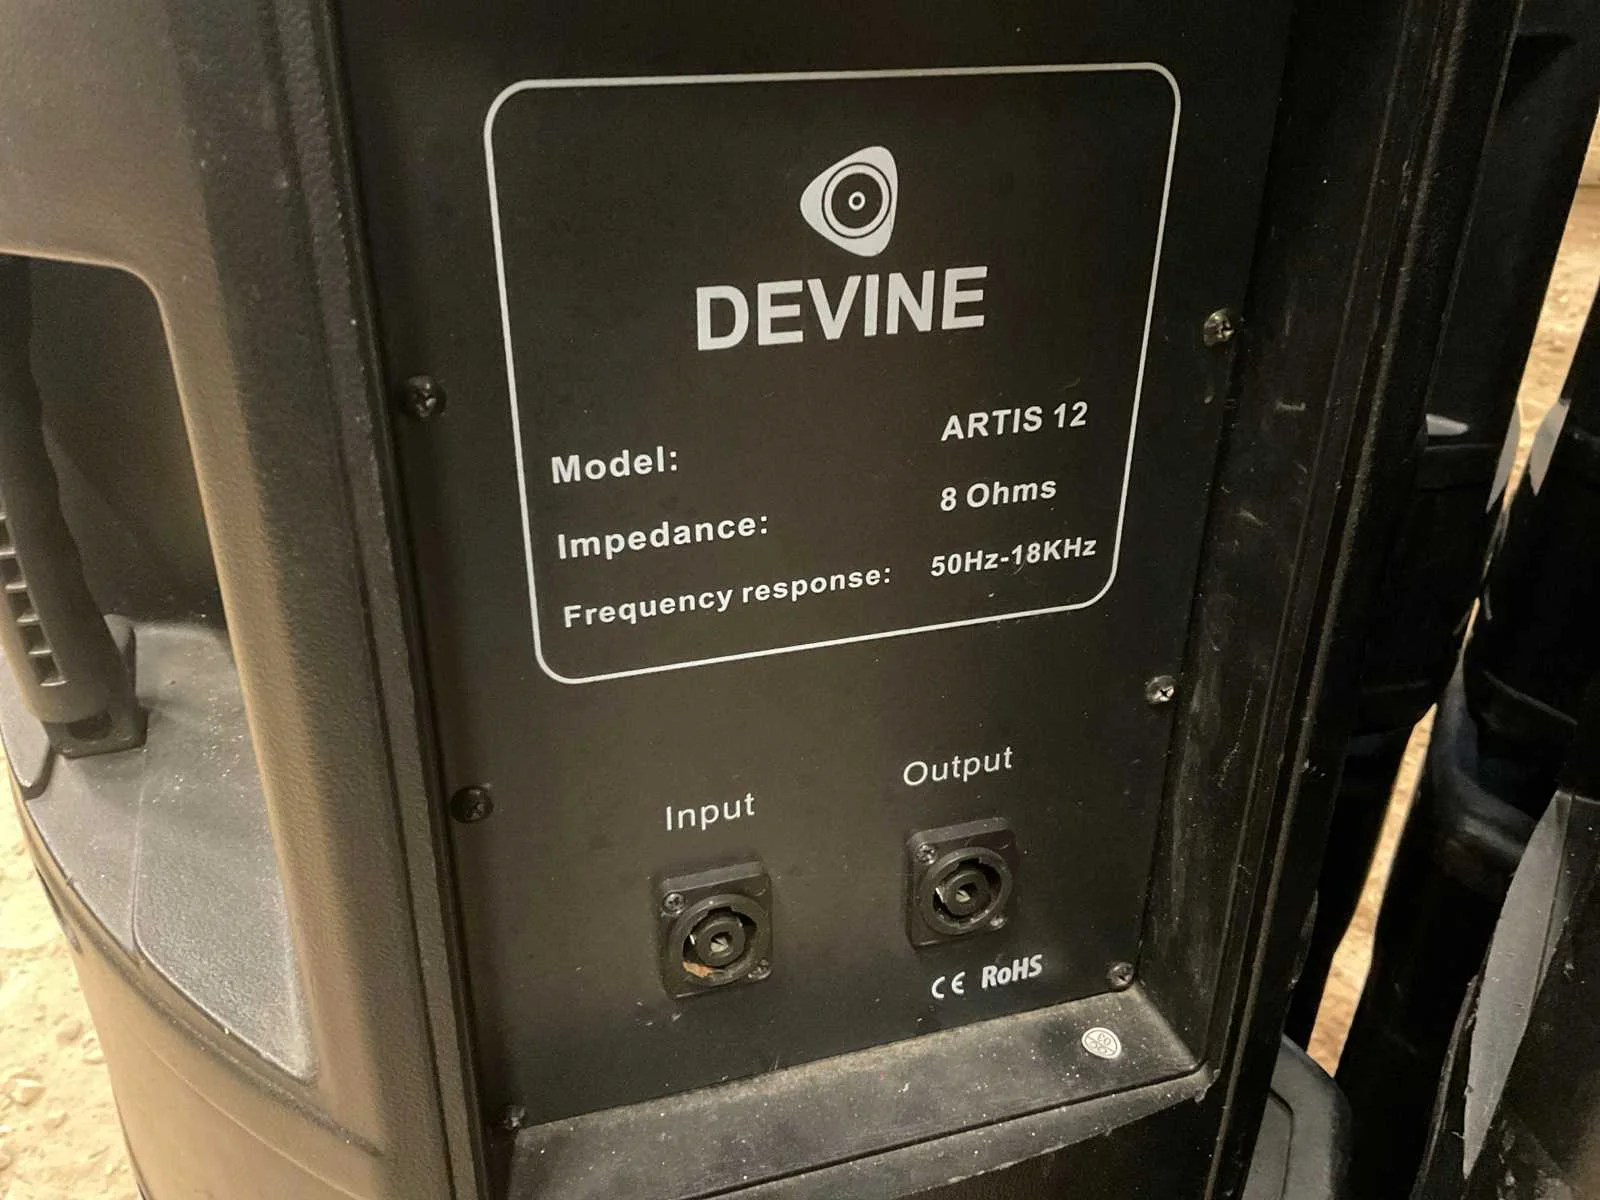 DEVINE
Model: ARTIS 12
Impedance: 8 Ohms
Frequency response: 50Hz-18KHz
Input Output
CE RoHS